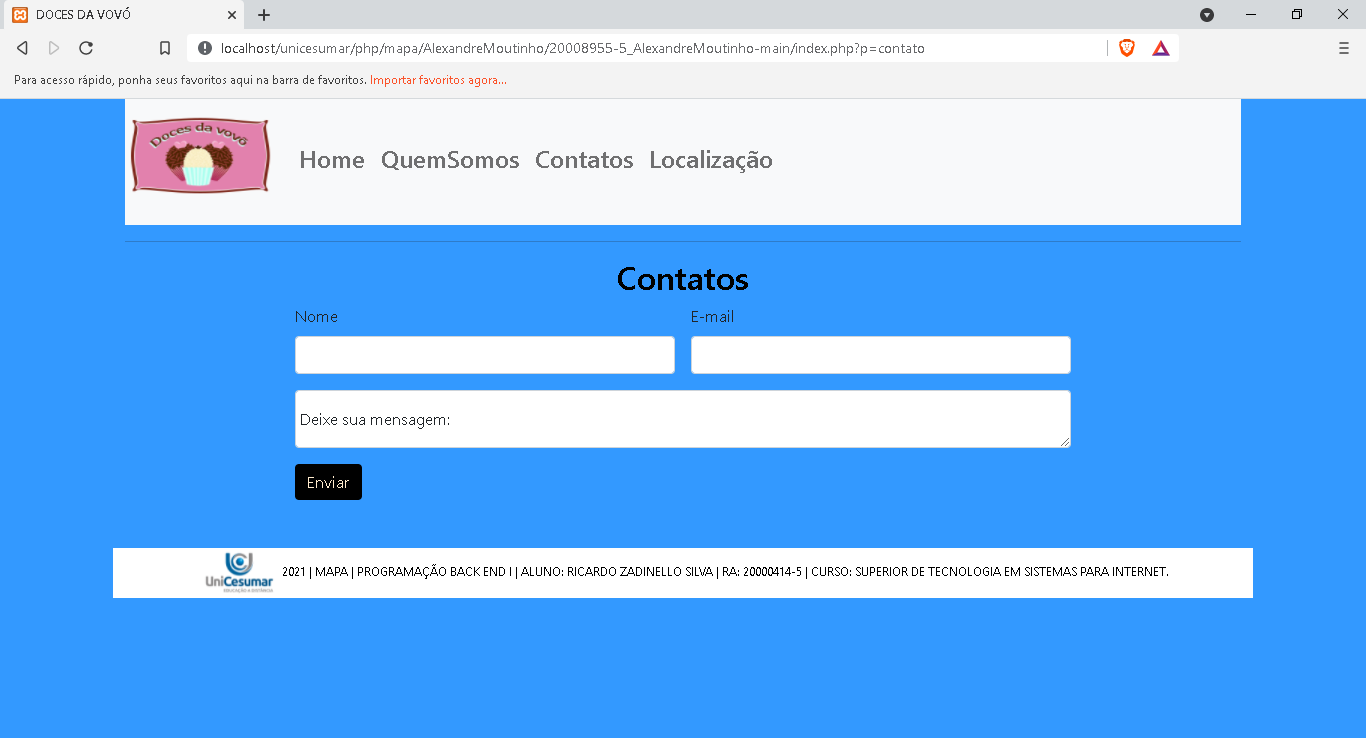 DOCES DA VOVÓ
localhost/unicesumar/php/mapa/AlexandreMoutinho/20008955-5_AlexandreMoutinho-main/index.php?p=contato
Para acesso rápido, ponha seus favoritos aqui na barra de favoritos. Importar favoritos agora...
Doces da vovó
Home QuemSomos Contatos Localização
Contatos
Nome E-mail
Deixe sua mensagem:
Enviar
UniCesumar
2021 | MAPA | PROGRAMAÇÃO BACK END I | ALUNO: RICARDO ZADINELLO SILVA | RA: 20000414-5 | CURSO: SUPERIOR DE TECNOLOGIA EM SISTEMAS PARA INTERNET.